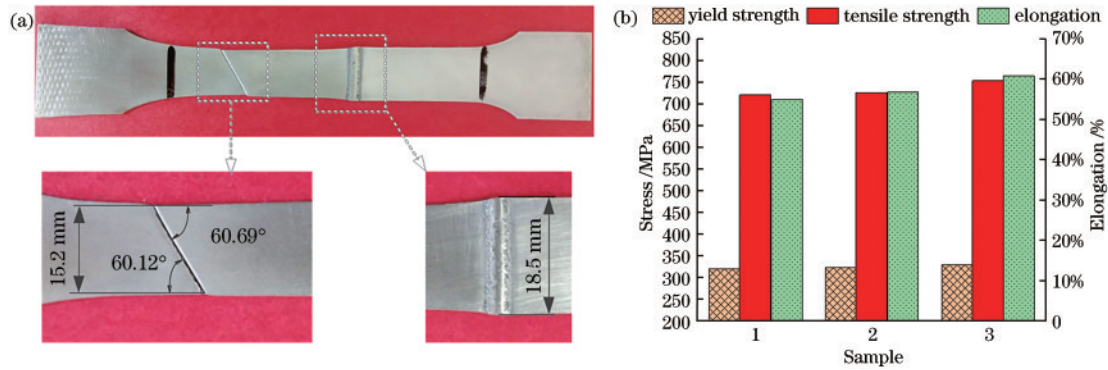 (a)
15.2 mm
60.12°
60.69°
18.5 mm
(b)
yield strength
tensile strength
elongation
850
800
750
700
650
600
550
500
450
400
350
300
250
200
Stress /MPa
70%
60%
50%
40%
30%
20%
10%
0
Elongation /%
1
2
3
Sample